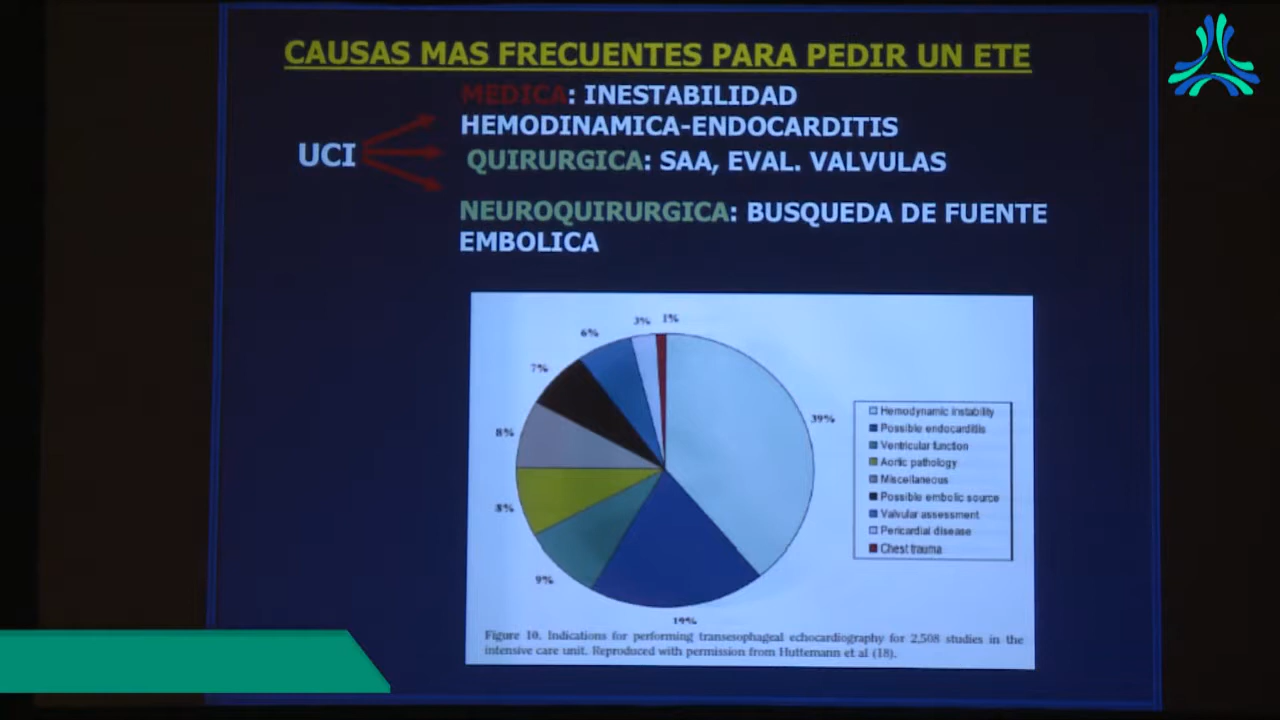 CAUSAS MAS FRECUENTES PARA PEDIR UN ETE
MEDICA: INESTABILIDAD
HEMODINAMICA-ENDOCARDITIS
UCI
QUIRURGICA: SAA, EVAL. VALVULAS
NEUROQUIRURGICA: BUSQUEDA DE FUENTE
EMBOLICA
3%
1%
6%
7%
8%
8%
9%
19%
39%
Hemodynamic instability
Possible endocarditis
Ventricular function
Aortic pathology
Miscellaneous
Possible embolic source
Valvular assessment
Pericardial disease
Chest trauma
Figure 10. Indications for performing transesophageal echocardiography for 2,508 studies in the
intensive care unit. Reproduced with permission from Huttemann et al (18).